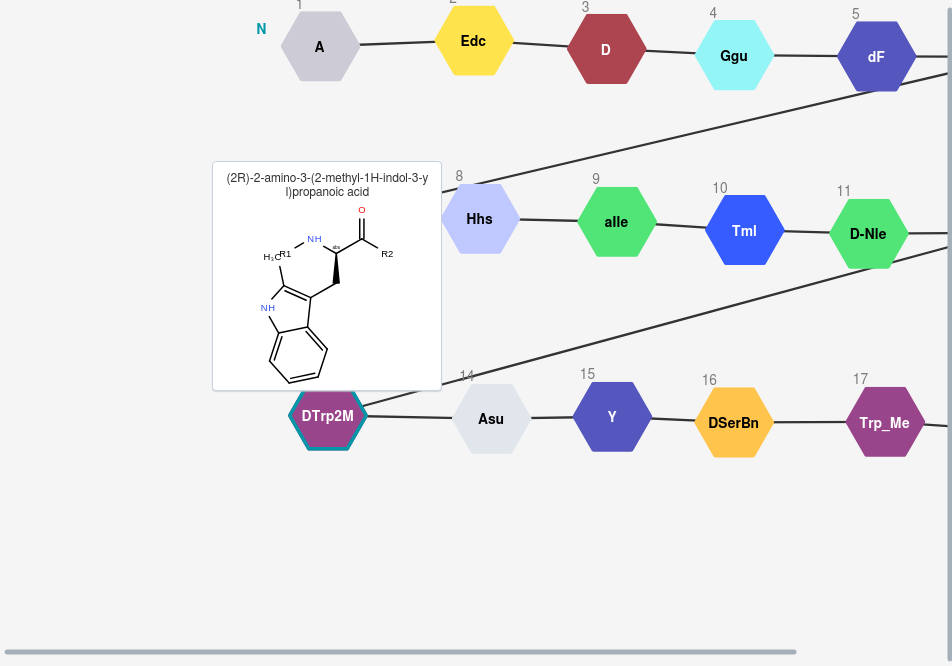 1
2
3
4
5
N
A
Edc
D
Ggu
dF
(2R)-2-amino-3-(2-methyl-1H-indol-3-y
l)propanoic acid
O
NH
abs
H₃C
R1
R2
NH
8
9
10
11
Hhs
aIle
Tml
D-Nle
14
15
16
17
DTrp2M
Asu
Y
DSerBn
Trp_Me